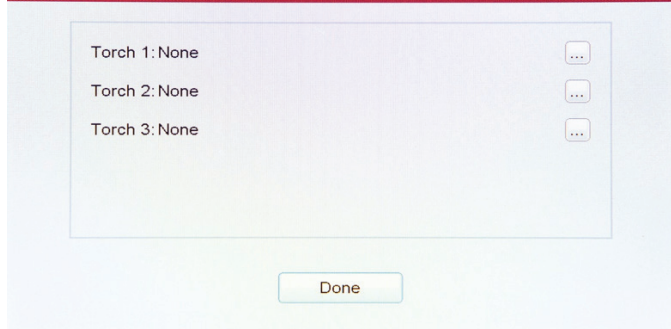 Torch 1: None
...
Torch 2: None
...
Torch 3: None
...
Done